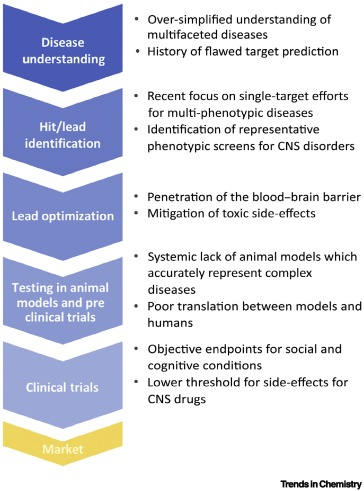 Disease
understanding
• Over-simplified understanding of
multifaceted diseases
• History of flawed target prediction
Hit/lead
identification
• Recent focus on single-target efforts
for multi-phenotypic diseases
• Identification of representative
phenotypic screens for CNS disorders
Lead optimization
• Penetration of the blood–brain barrier
• Mitigation of toxic side-effects
Testing in animal
models and pre
clinical trials
• Systemic lack of animal models which
accurately represent complex
diseases
• Poor translation between models and
humans
Clinical trials
• Objective endpoints for social and
cognitive conditions
• Lower threshold for side-effects for
CNS drugs
Market
Trends in Chemistry